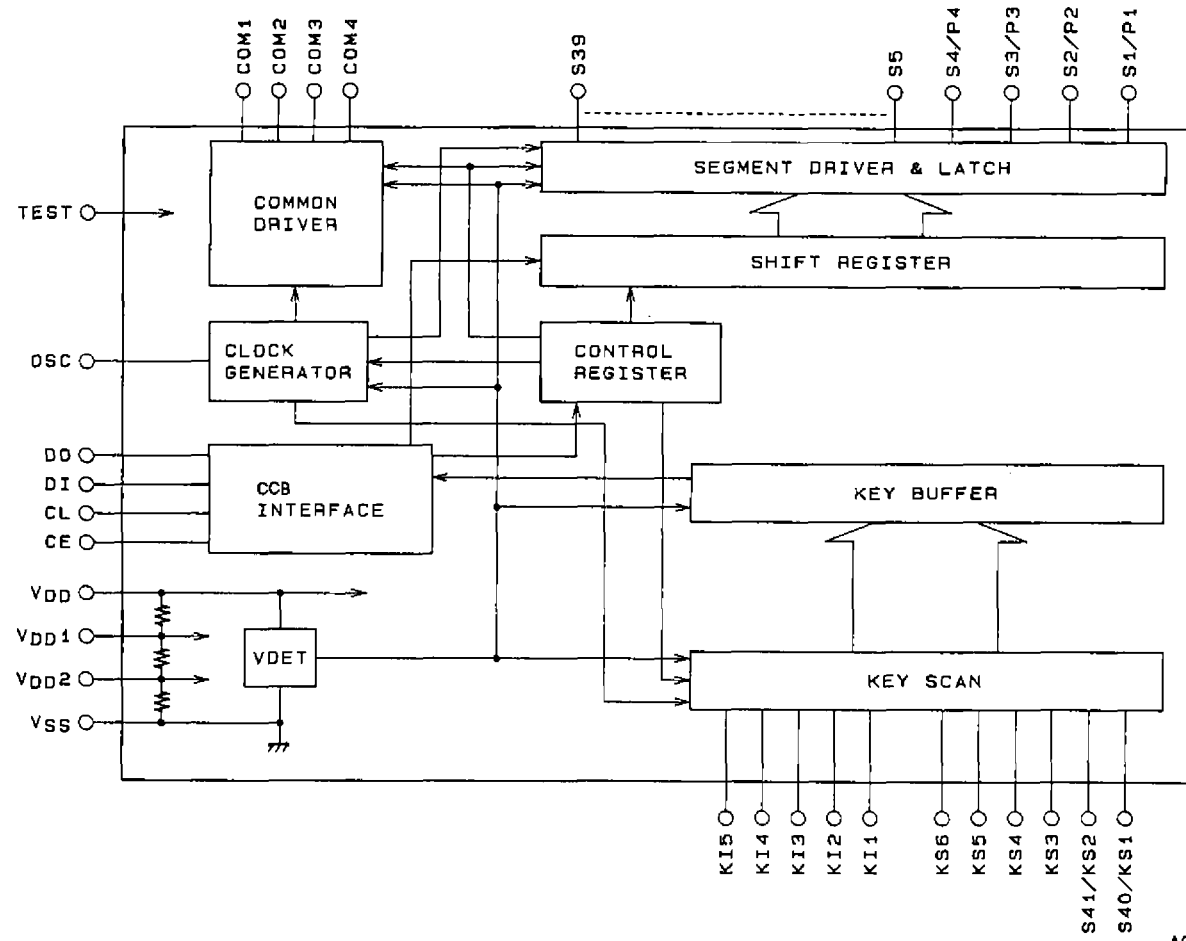 COM1
COM2
COM3
COM4
S39
S5
S4/P4
S3/P3
S2/P2
S1/P1
COMMON
DRIVER
SEGMENT DRIVER & LATCH
TEST
SHIFT REGISTER
OSC
CLOCK
GENERATOR
CONTROL
REGISTER
DO
DI
CL
CE
CCB
INTERFACE
KEY BUFFER
VDD
VDD1
VDD2
VSS
VDET
KEY SCAN
KI5
KI4
KI3
KI2
KI1
KS6
KS5
KS4
KS3
S41/KS2
S40/KS1